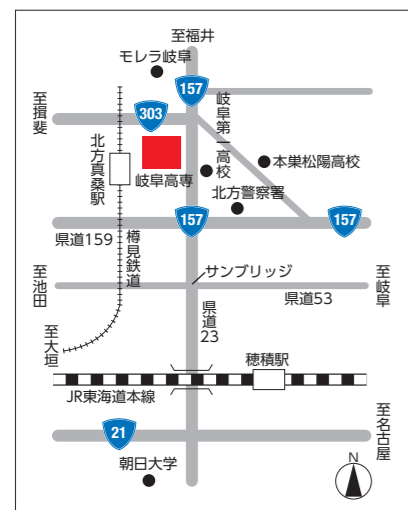 至福井
モレラ岐阜
157
至揖斐
303
岐阜第一高校
本巣松陽高校
北方真桑駅
岐阜高専
北方警察署
157
157
県道159
樽見鉄道
サンブリッジ
至池田
至岐阜
県道53
県道23
至大垣
穂積駅
JR東海道本線
至名古屋
21
朝日大学
N